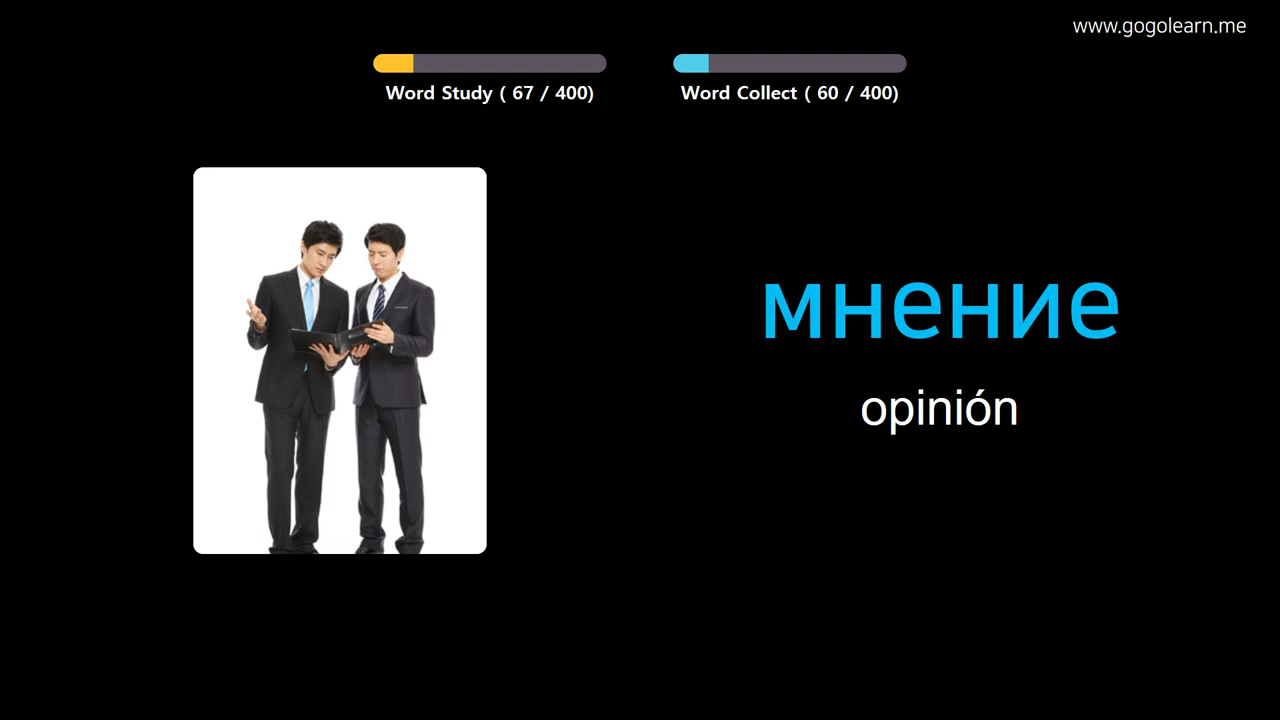 www.gogolearn.me
Word Study ( 67 / 400)
Word Collect ( 60 / 400)
мнение
opinión